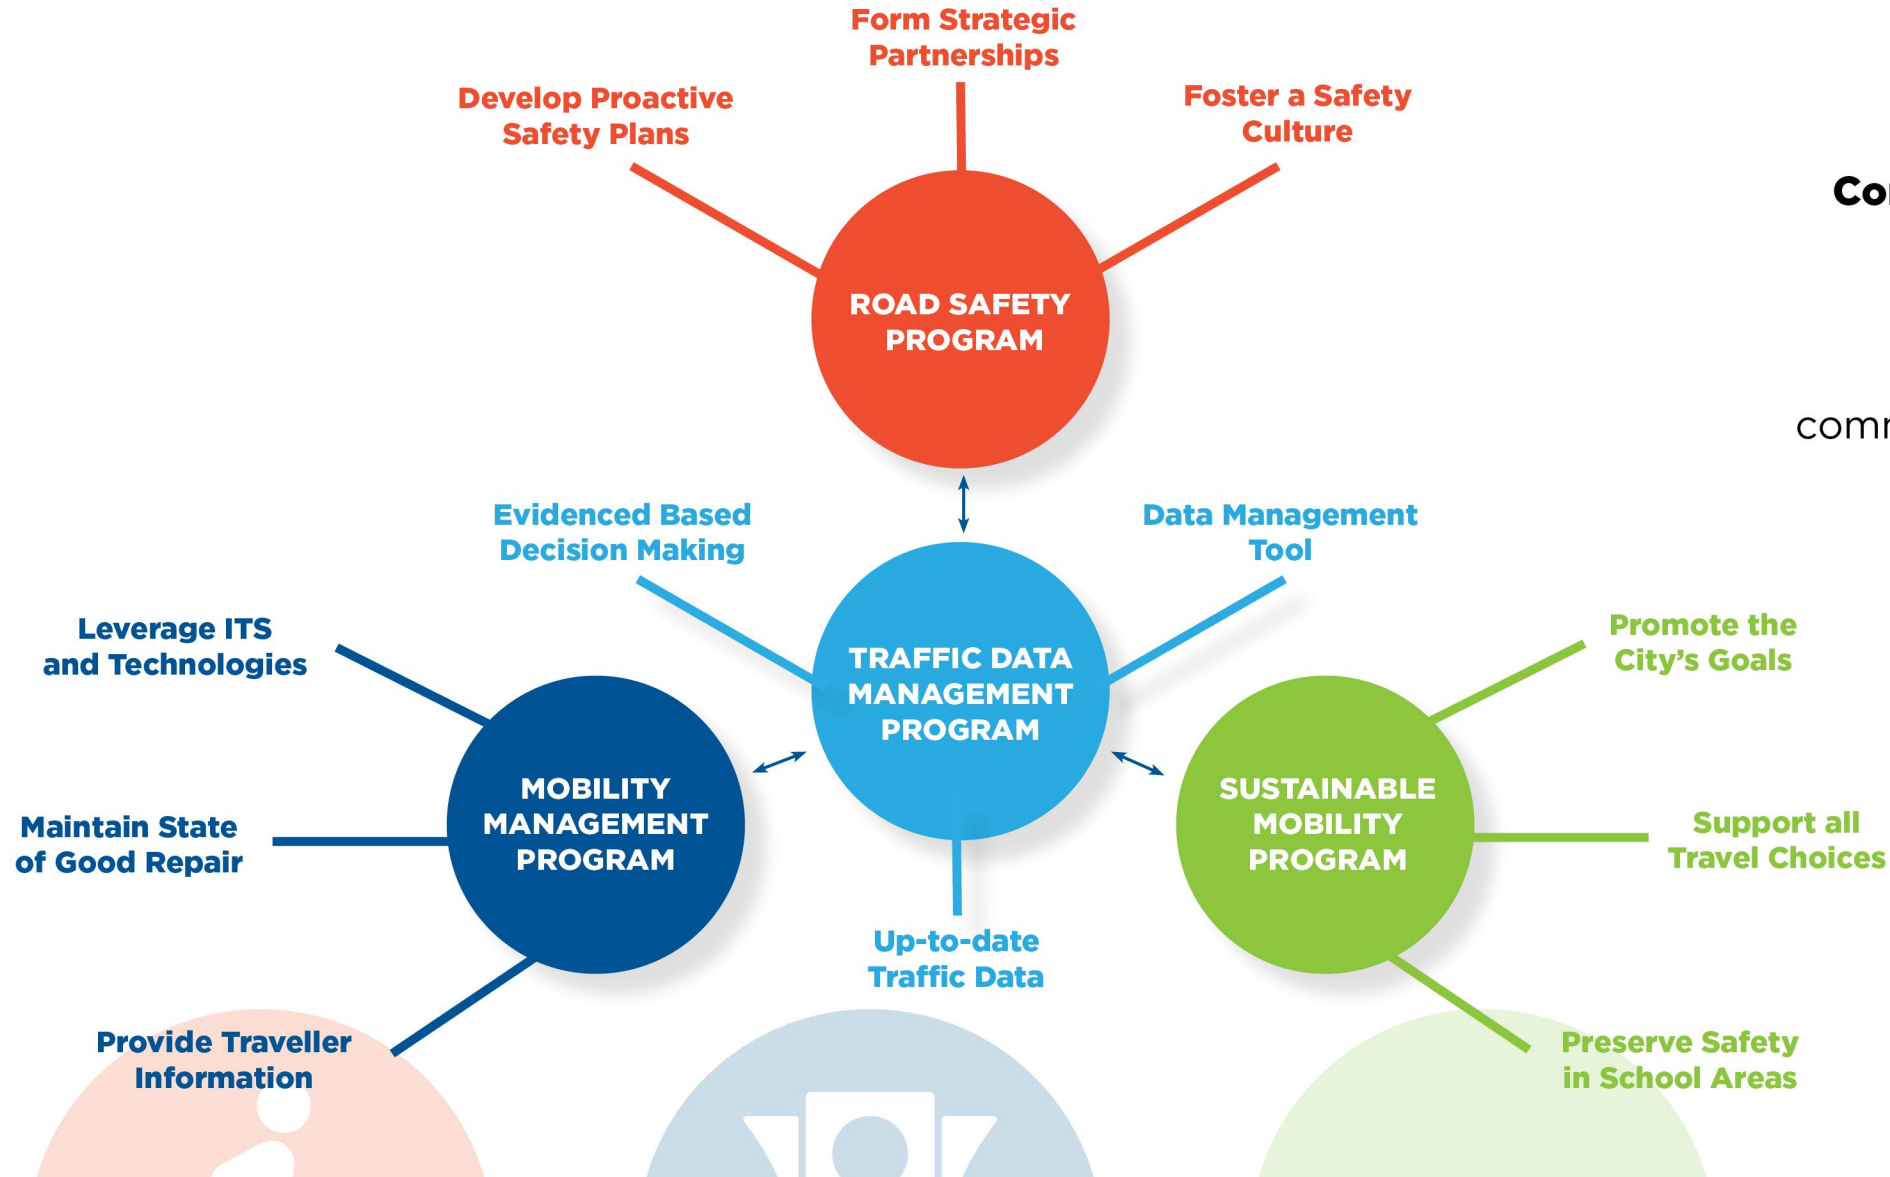 Form Strategic
Partnerships
Develop Proactive
Safety Plans
Foster a Safety
Culture
ROAD SAFETY
PROGRAM
Evidenced Based
Decision Making
Data Management
Tool
TRAFFIC DATA
MANAGEMENT
PROGRAM
Up-to-date
Traffic Data
Leverage ITS
and Technologies
Maintain State
of Good Repair
MOBILITY
MANAGEMENT
PROGRAM
Provide Traveller
Information
Promote the
City’s Goals
SUSTAINABLE
MOBILITY
PROGRAM
Support all
Travel Choices
Preserve Safety
in School Areas